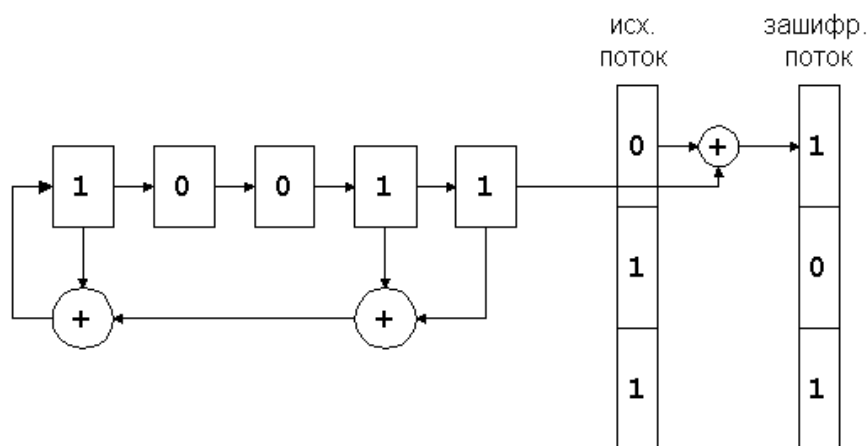 исх.
поток
зашифр.
поток
1 0 0 1 1
0 + 1
+ +
1 0
1 1